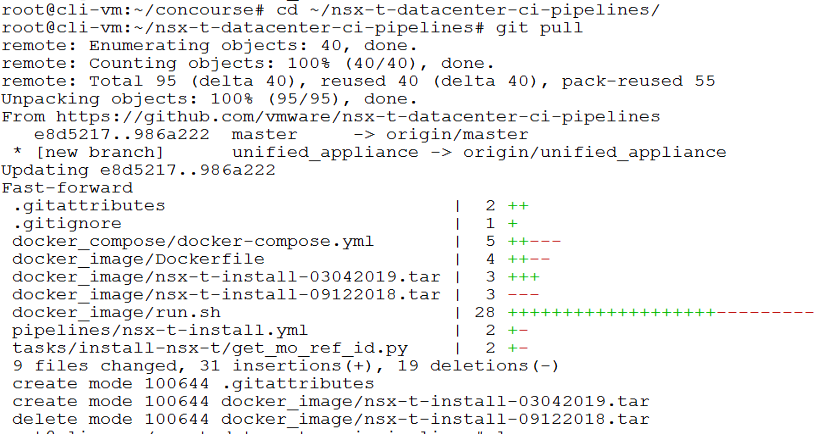 root@cli-vm:~/concourse# cd ~/nsx-t-datacenter-ci-pipelines/
root@cli-vm:~/nsx-t-datacenter-ci-pipelines# git pull
remote: Enumerating objects: 40, done.
remote: Counting objects: 100% (40/40), done.
remote: Total 95 (delta 40), reused 40 (delta 40), pack-reused 55
Unpacking objects: 100% (95/95), done.
From https://github.com/vmware/nsx-t-datacenter-ci-pipelines
   e8d5217..986a222  master     -> origin/master
 * [new branch]      unified_appliance -> origin/unified_appliance
Updating e8d5217..986a222
Fast-forward
 .gitattributes                          |  2 ++
 .gitignore                              |  1 +
 docker_compose/docker-compose.yml       |  5 ++---
 docker_image/Dockerfile                 |  4 ++--
 docker_image/nsx-t-install-03042019.tar |  3 +++
 docker_image/nsx-t-install-09122018.tar |  3 ---
 docker_image/run.sh                     | 28 +++++++++++++++++++---------
 pipelines/nsx-t-install.yml             |  2 +-
 tasks/install-nsx-t/get_mo_ref_id.py    |  2 +-
 9 files changed, 31 insertions(+), 19 deletions(-)
 create mode 100644 .gitattributes
 create mode 100644 docker_image/nsx-t-install-03042019.tar
 delete mode 100644 docker_image/nsx-t-install-09122018.tar